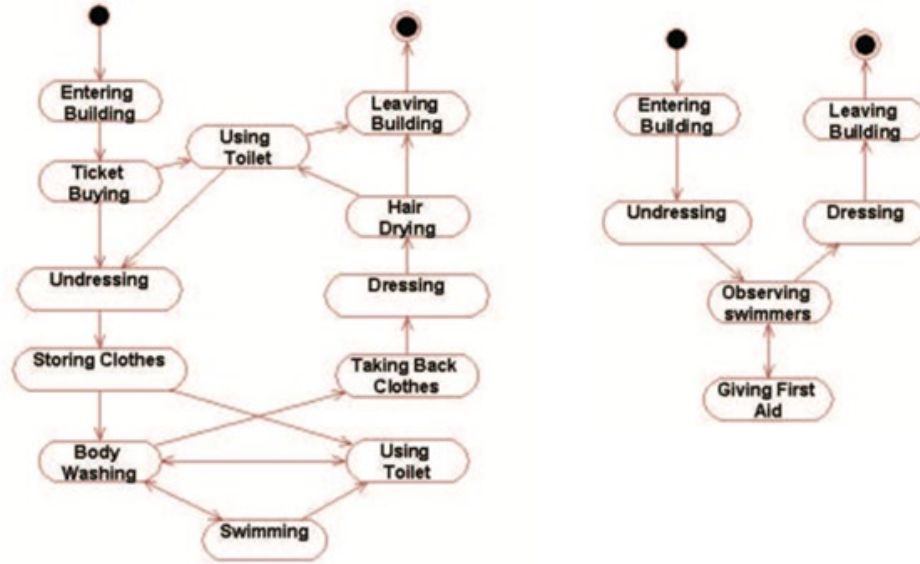 Entering
Building
Ticket
Buying
Using
Toilet
Undressing
Storing Clothes
Body
Washing
Swimming
Using
Toilet
Taking Back
Clothes
Dressing
Hair
Drying
Leaving
Building
Entering
Building
Undressing
Observing
swimmers
Giving First
Aid
Dressing
Leaving
Building